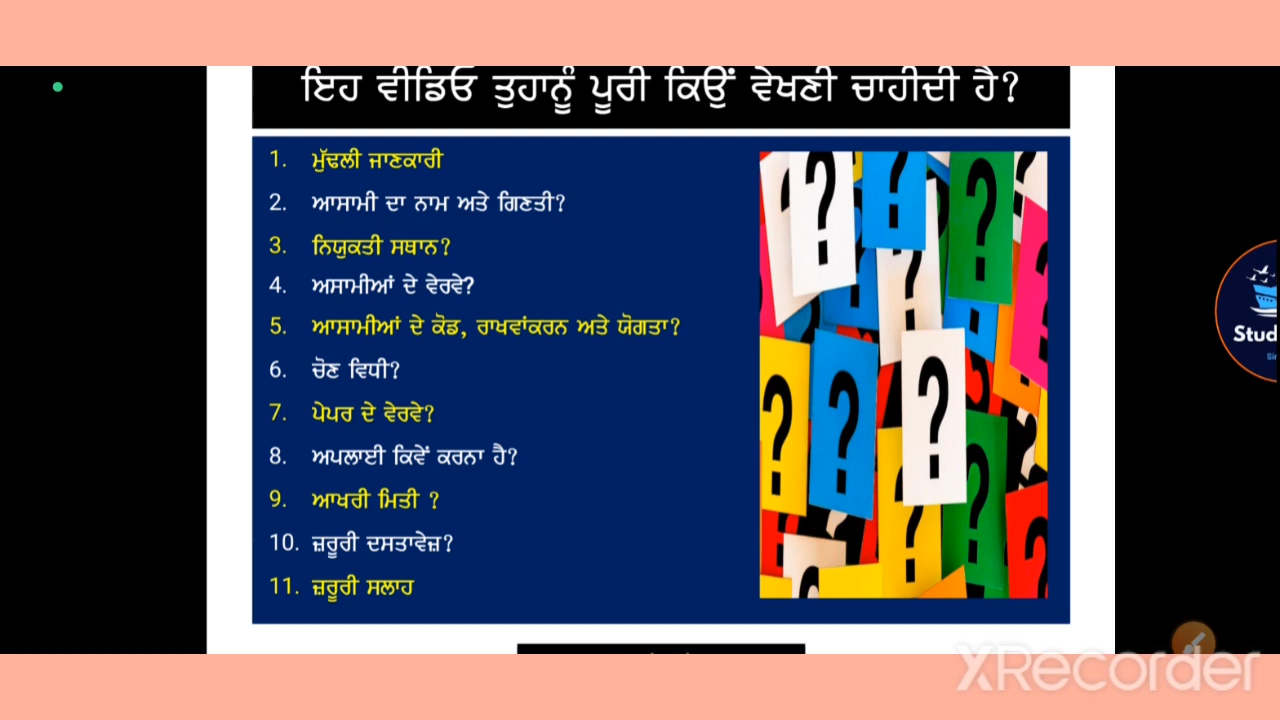 ਇਹ ਵੀਡਿਓ ਤੁਹਾਨੂੰ ਪੂਰੀ ਕਿਉਂ ਵੇਖਣੀ ਚਾਹੀਦੀ ਹੈ?
1. ਮੁੱਢਲੀ ਜਾਣਕਾਰੀ
2. ਆਸਾਮੀ ਦਾ ਨਾਮ ਅਤੇ ਗਿਣਤੀ?
3. ਨਿਯੁਕਤੀ ਸਥਾਨ?
4. ਅਸਾਮੀਆਂ ਦੇ ਵੇਰਵੇ?
5. ਆਸਾਮੀਆਂ ਦੇ ਕੋਡ, ਰਾਖਵਾਂਕਰਨ ਅਤੇ ਯੋਗਤਾ?
6. ਚੋਣ ਵਿਧੀ?
7. ਪੇਪਰ ਦੇ ਵੇਰਵੇ?
8. ਅਪਲਾਈ ਕਿਵੇਂ ਕਰਨਾ ਹੈ?
9. ਆਖਰੀ ਮਿਤੀ ?
10. ਜ਼ਰੂਰੀ ਦਸਤਾਵੇਜ਼?
11. ਜ਼ਰੂਰੀ ਸਲਾਹ
Stud
XRecorder